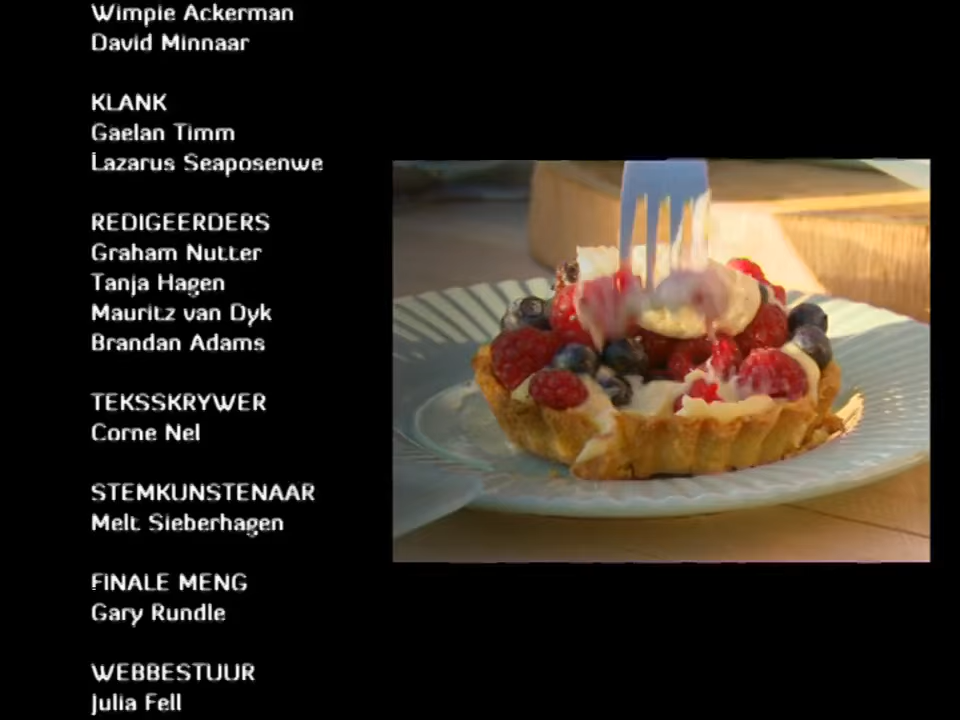 Wimpie Ackerman
David Minnaar
KLANK
Gaelan Timm
Lazarus Seaposenwe
REDIGEERDERS
Graham Nutter
Tanja Hagen
Mauritz van Dyk
Brandan Adams
TEKSSKRYWER
Corne Nel
STEMKUNSTENAAR
Melt Sieberhagen
FINALE MENG
Gary Rundle
WEBBESTUUR
Julia Fell